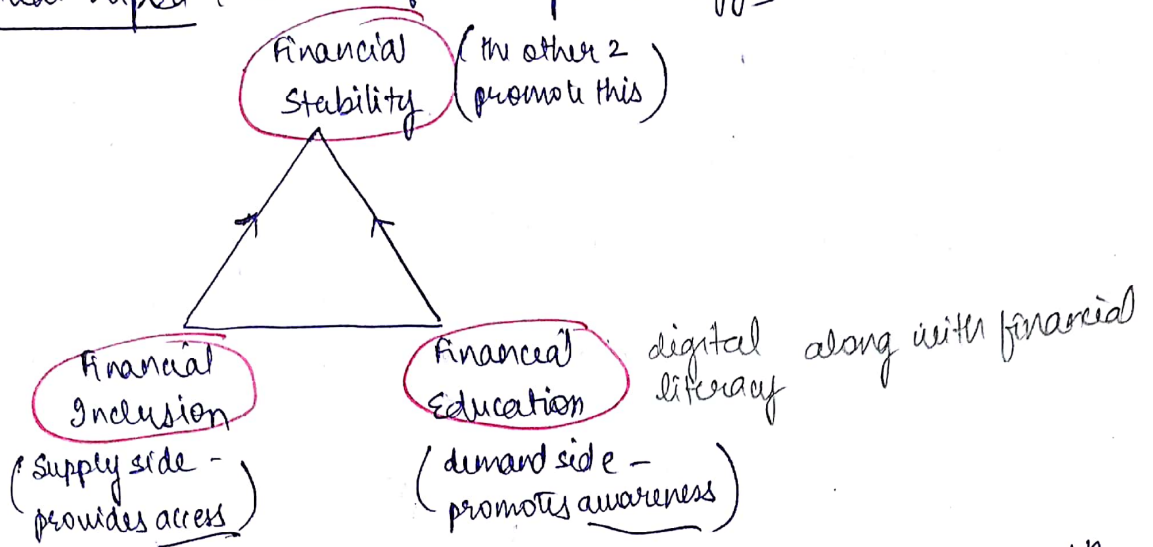 Financial
Stability
(the other 2
promote this)
Financial
Inclusion
(supply side -
provides access)
Financial
Education
(demand side -
promotes awareness)
digital along with financial
literacy